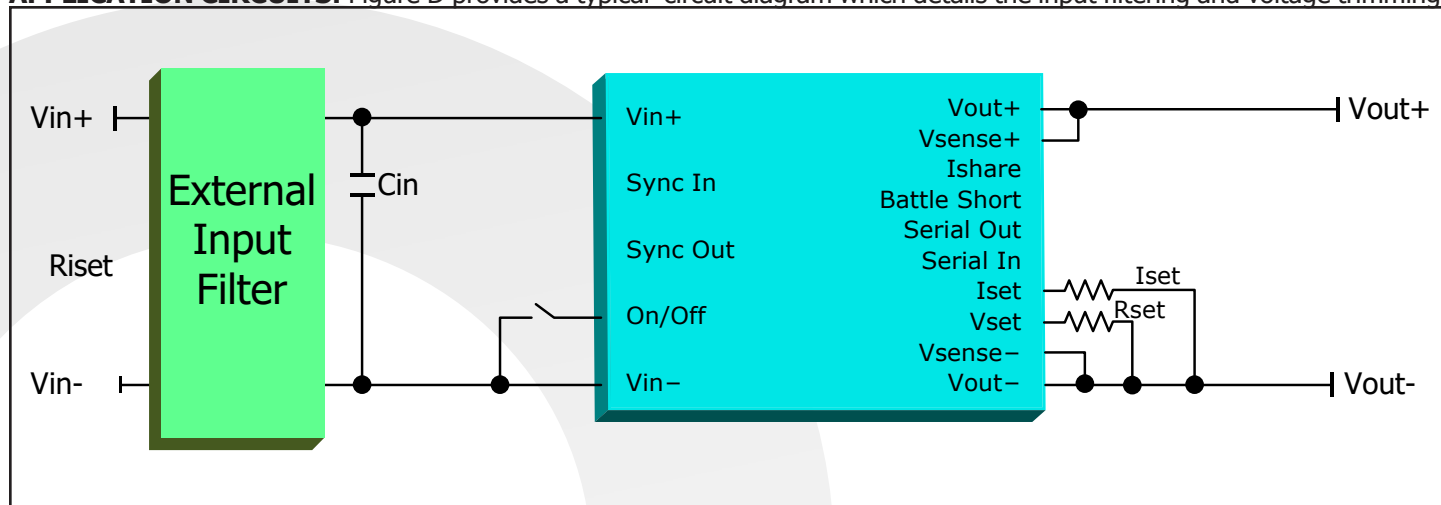 APPLICATION CIRCUITS: Figure D provides a typical circuit diagram which details the input filtering and voltage trimming
Vin+
External
Input
Filter
Riset
Vin-
Cin
Vin+
Sync In
Sync Out
On/Off
Vin−
Vout+
Vsense+
Ishare
Battle Short
Serial Out
Serial In
Iset
Vset
Vsense−
Vout−
Iset
Rset
Vout+
Vout-